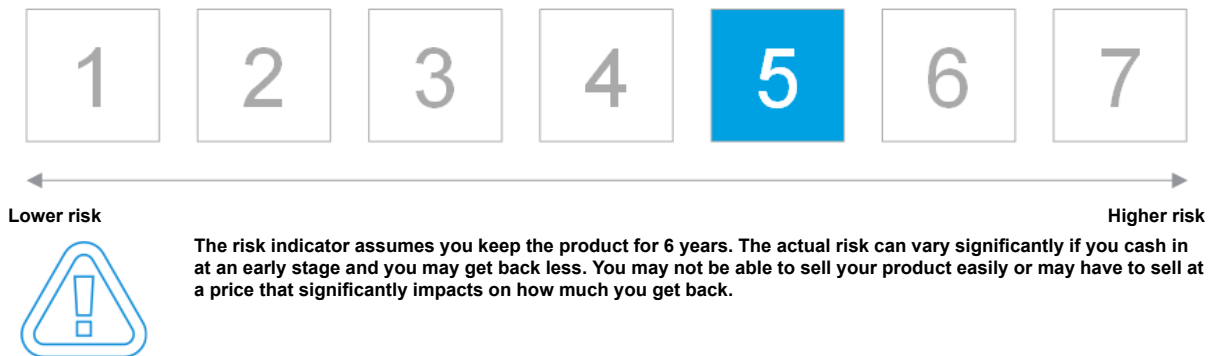 1 2 3 4 5 6 7
Lower risk Higher risk
The risk indicator assumes you keep the product for 6 years. The actual risk can vary significantly if you cash in
at an early stage and you may get back less. You may not be able to sell your product easily or may have to sell at
a price that significantly impacts on how much you get back.